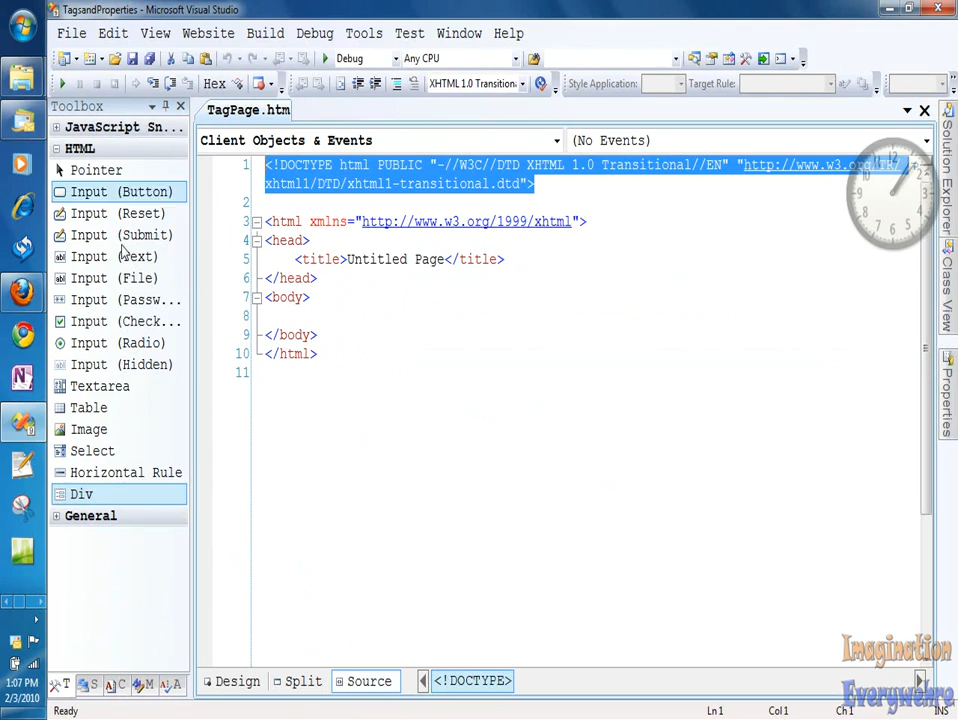 TagsandProperties - Microsoft Visual Studio
File Edit View Website Build Debug Tools Test Window Help
Debug Any CPU
Hex XHTML 1.0 Transition: Style Application: Target Rule:
Toolbox
TagPage.htm
JavaScript Sn...
HTML
Client Objects & Events (No Events)
Pointer
Input (Button)
Input (Reset)
Input (Submit)
Input (Text)
Input (File)
Input (Passw...
Input (Check...
Input (Radio)
Input (Hidden)
Textarea
Table
Image
Select
Horizontal Rule
Div
General
1 <!DOCTYPE html PUBLIC "-//W3C//DTD XHTML 1.0 Transitional//EN" "http://www.w3.org/TR/
xhtml1/DTD/xhtml1-transitional.dtd">
2
3 <html xmlns="http://www.w3.org/1999/xhtml">
4 <head>
5 <title>Untitled Page</title>
6 </head>
7 <body>
8
9 </body>
10 </html>
11
Solution Explorer
Class View
Properties
Imagination
Everywehre
T S C M A
Design Split Source <!DOCTYPE>
1:07 PM
2/3/2010
Ready Ln 1 Col 1 Ch 1 INS